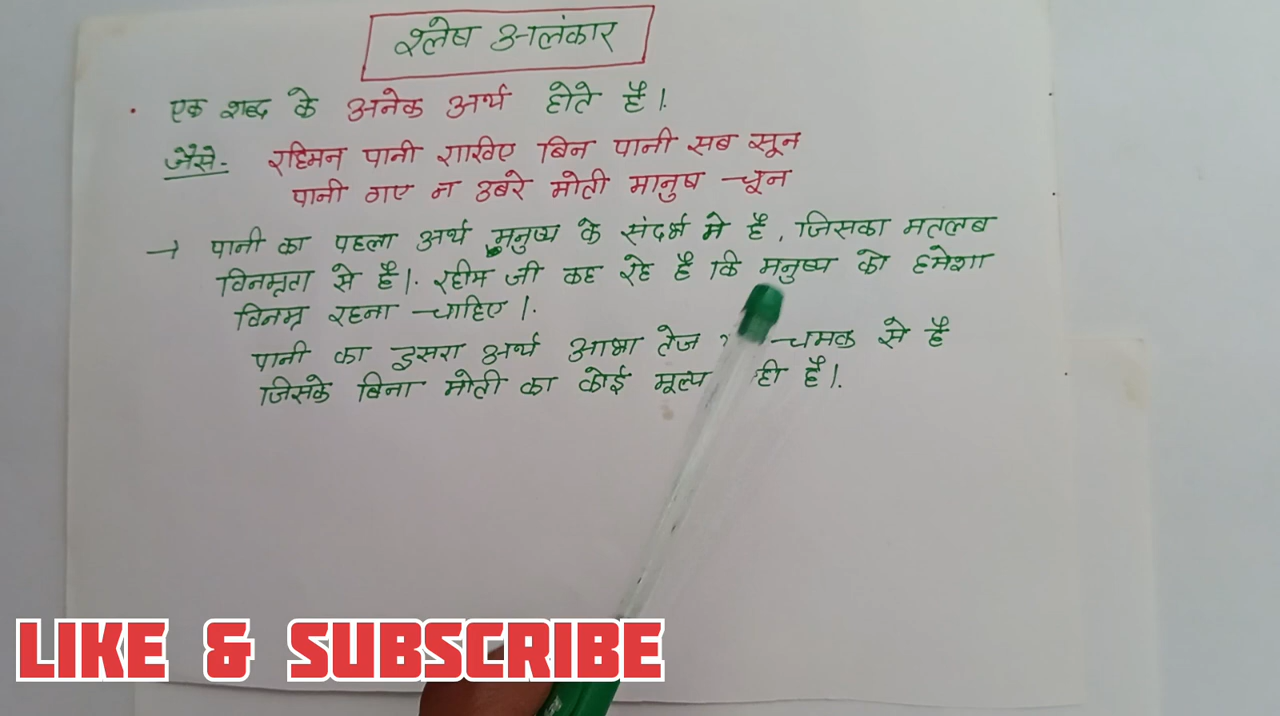 श्लेष अलंकार
• एक शब्द के अनेक अर्थ होते है।.
जैसे- रहिमन पानी राखिए बिन पानी सब सून
पानी गए न उबरे मोती मानुष चून
→ पानी का पहला अर्थ मनुष्य के संदर्भ मे है, जिसका मतलब
विनम्रता से है।. रहीम जी कह रहे है कि मनुष्य को हमेशा
विनम्र रहना चाहिए।.
पानी का दुसरा अर्थ आभा तेज चमक से है
जिसके बिना मोती का कोई मूल्य ही है।.
LIKE & SUBSCRIBE